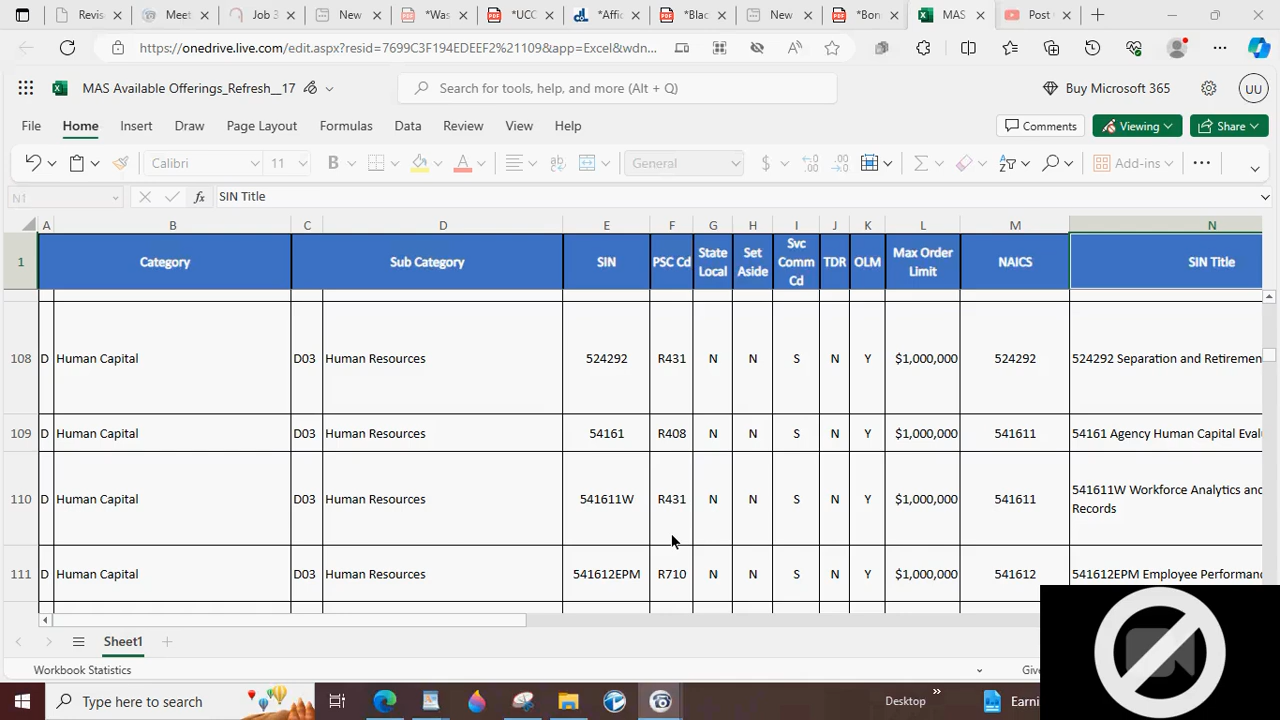 Revis
Meet
Job 3
New
*Was
*UCC
*Affic
*Blac
New
*Bon
MAS
Post
https://onedrive.live.com/edit.aspx?resid=7699C3F194EDEEF2%21109&app=Excel&wdn...
MAS Available Offerings_Refresh__17
Search for tools, help, and more (Alt + Q)
Buy Microsoft 365
UU
File Home Insert Draw Page Layout Formulas Data Review View Help
Comments Viewing Share
Calibri 11 B A General $ Add-ins
N1 fx SIN Title
A B C D E F G H I J K L M N
1 Category Sub Category SIN PSC Cd State Local Set Aside Svc Comm Cd TDR OLM Max Order Limit NAICS SIN Title
108 D Human Capital D03 Human Resources 524292 R431 N N S N Y $1,000,000 524292 524292 Separation and Retiremen
109 D Human Capital D03 Human Resources 54161 R408 N N S N Y $1,000,000 541611 54161 Agency Human Capital Eval
110 D Human Capital D03 Human Resources 541611W R431 N N S N Y $1,000,000 541611 541611W Workforce Analytics and
Records
111 D Human Capital D03 Human Resources 541612EPM R710 N N S N Y $1,000,000 541612 541612EPM Employee Performanc
Sheet1
Workbook Statistics
Give
Type here to search
Desktop
Earni